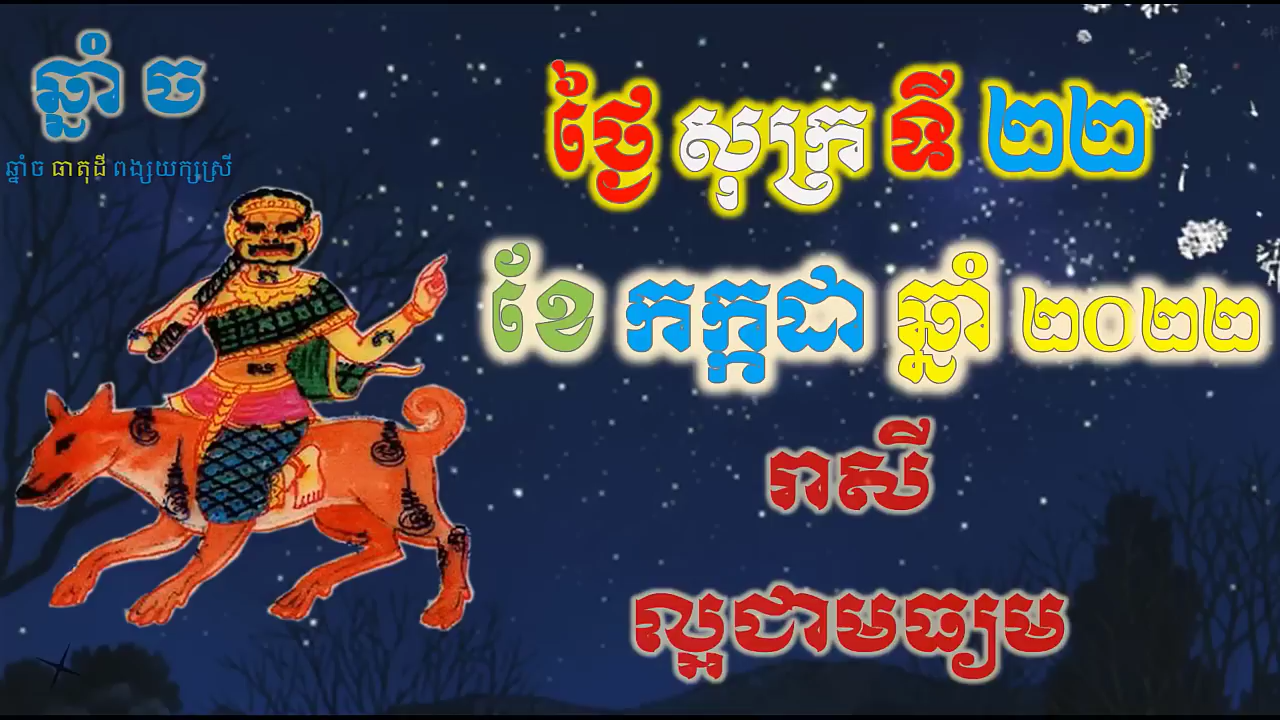 ឆ្នាំ ច
ឆ្នាំច ធាតុដី ពង្សយក្សស្រី
ថ្ងៃ សុក្រ ទី ២២
ខែ កក្កដា ឆ្នាំ ២០២២
រាសី
ល្អជាមធ្យម